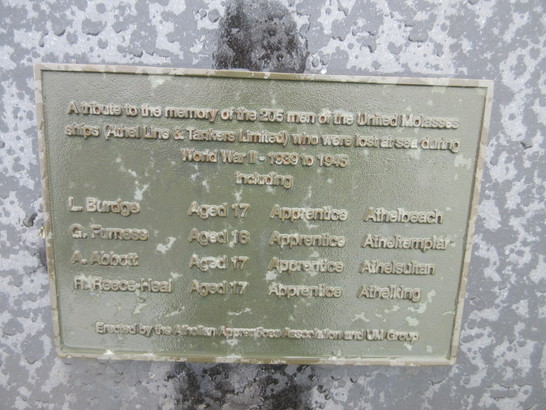 A tribute to the memory of the 205 men of the United Molasses
ships (Athel Line & Tankers Limited) who were lost at sea during
World War II - 1939 to 1945
including
L. Burdge Aged 17 Apprentice Athelbeach
G. Furness Aged 16 Apprentice Atheltemplar
A. Abbott Aged 17 Apprentice Athelsultan
R. Reece-Heal Aged 17 Apprentice Athelking
Erected by the Athelian Apprentices Association and UM Group